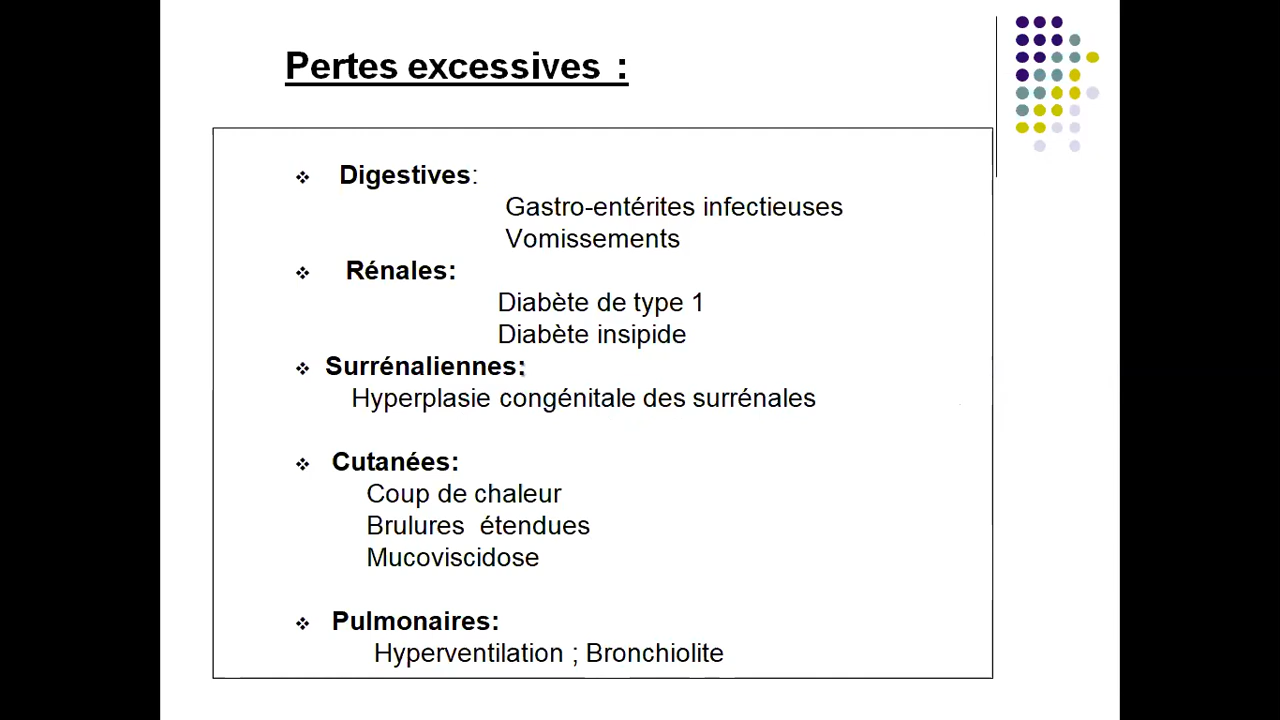 Pertes excessives :
❖ Digestives:
Gastro-entérites infectieuses
Vomissements
❖ Rénales:
Diabète de type 1
Diabète insipide
❖ Surrénaliennes:
Hyperplasie congénitale des surrénales
❖ Cutanées:
Coup de chaleur
Brulures étendues
Mucoviscidose
❖ Pulmonaires:
Hyperventilation ; Bronchiolite